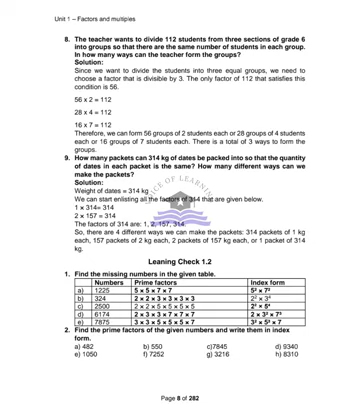 Unit 1 – Factors and multiples
8. The teacher wants to divide 112 students from three sections of grade 6
into groups so that there are the same number of students in each group.
In how many ways can the teacher form the groups?
Solution:
Since we want to divide the students into three equal groups, we need to
choose a factor that is divisible by 3. The only factor of 112 that satisfies this
condition is 56.
56 x 2 = 112
28 x 4 = 112
16 x 7 = 112
Therefore, we can form 56 groups of 2 students each or 28 groups of 4 students
each or 16 groups of 7 students each. There is a total of 3 ways to form the
groups.
9. How many packets can 314 kg of dates be packed into so that the quantity
of dates in each packet is the same? How many different ways can we
make the packets?
Solution:
Weight of dates = 314 kg
We can start enlisting all the factors of 314 that are given below.
1 × 314= 314
2 × 157 = 314
The factors of 314 are: 1, 2, 157, 314
So, there are 4 different ways we can make the packets: 314 packets of 1 kg
each, 157 packets of 2 kg each, 2 packets of 157 kg each, or 1 packet of 314
kg.
OF LEARNING
Leaning Check 1.2
1. Find the missing numbers in the given table.
Numbers Prime factors Index form
a) 1225 5 × 5 × 7 × 7 5² × 7²
b) 324 2 × 2 × 3 × 3 × 3 × 3 2² × 3⁴
c) 2500 2 × 2 × 5 × 5 × 5 × 5 2² × 5⁴
d) 6174 2 × 3 × 3 × 7 × 7 × 7 2 × 3² × 7³
e) 7875 3 × 3 × 5 × 5 × 5 × 7 3² × 5³ × 7
2. Find the prime factors of the given numbers and write them in index
form.
a) 482 b) 550 c)7845 d) 9340
e) 1050 f) 7252 g) 3216 h) 8310
Page 8 of 282